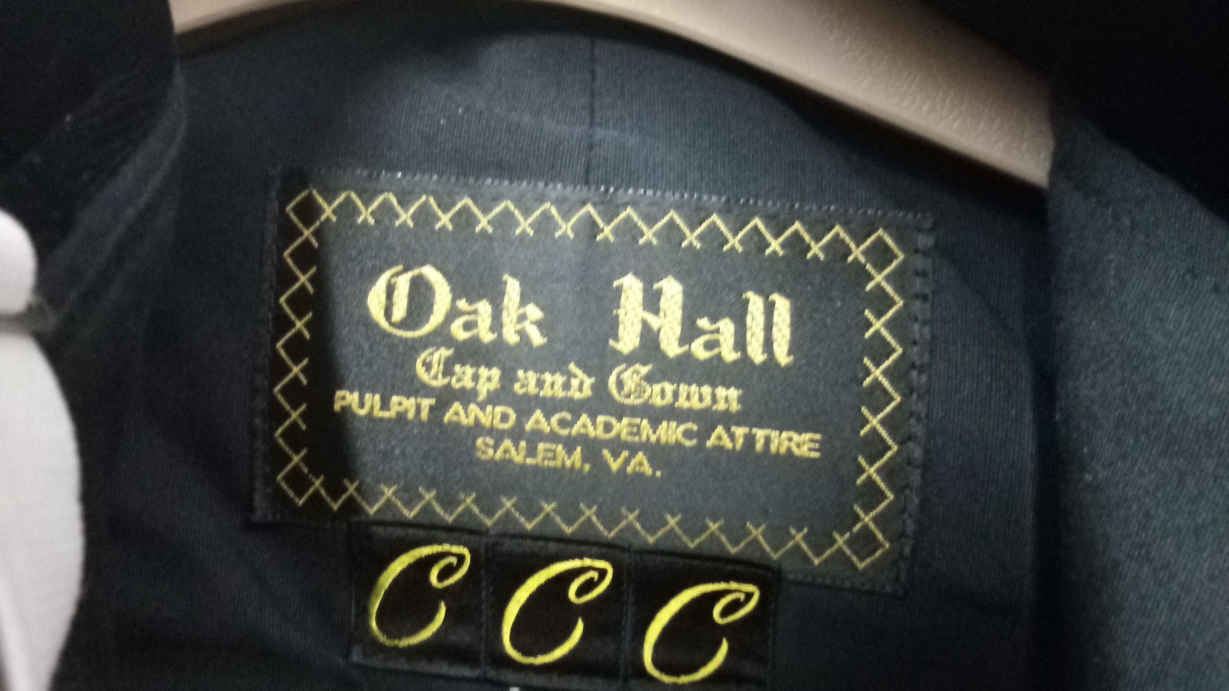 Oak Hall
Cap and Gown
PULPIT AND ACADEMIC ATTIRE
SALEM, VA.
C C C